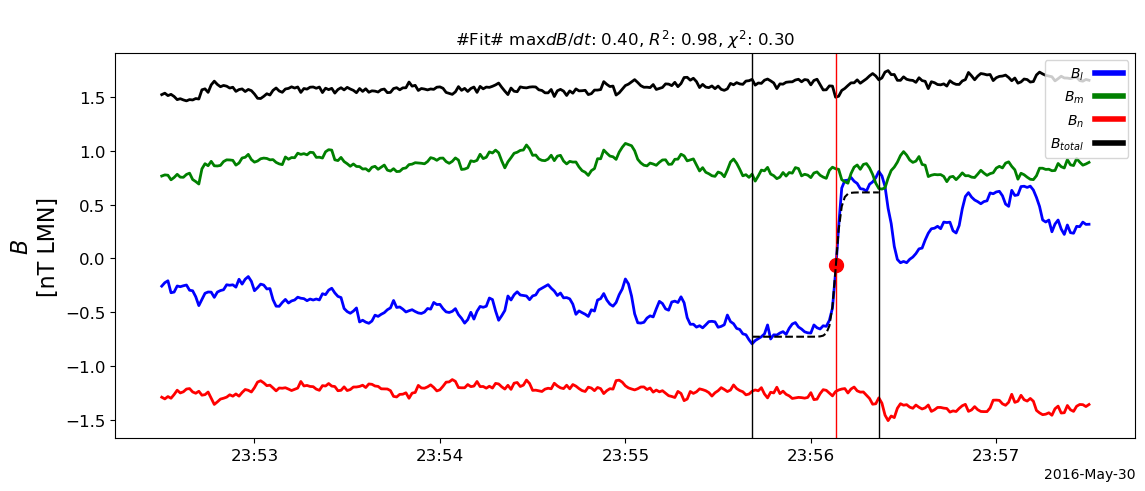 #Fit# maxdB/dt: 0.40, R²: 0.98, χ²: 0.30
B
[nT LMN]
1.5
1.0
0.5
0.0
−0.5
−1.0
−1.5
B_l
B_m
B_n
B_total
23:53 23:54 23:55 23:56 23:57
2016-May-30